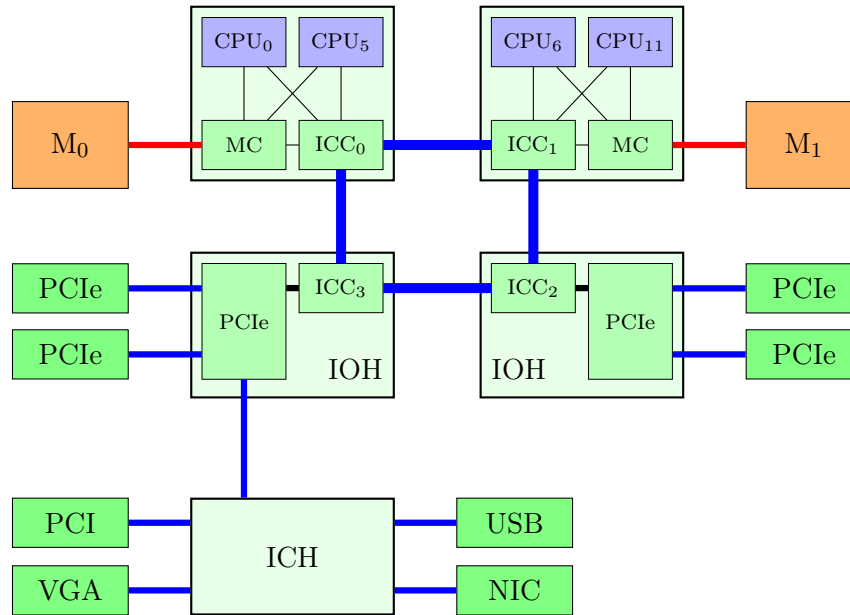 CPU₀ CPU₅ CPU₆ CPU₁₁
M₀ MC ICC₀ ICC₁ MC M₁
PCIe ICC₃ ICC₂ PCIe
PCIe PCIe
PCIe IOH IOH PCIe
PCI ICH USB
VGA NIC